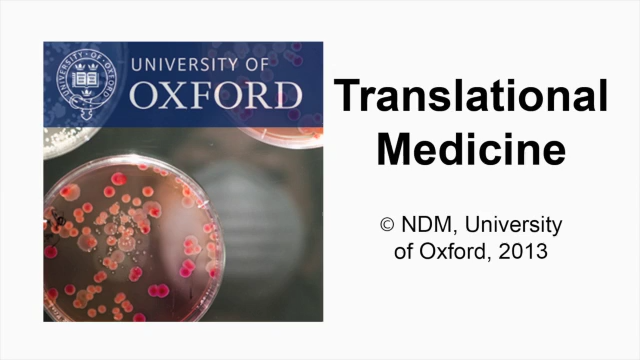 UNIVERSITY OF
OXFORD
Translational
Medicine
© NDM, University
of Oxford, 2013